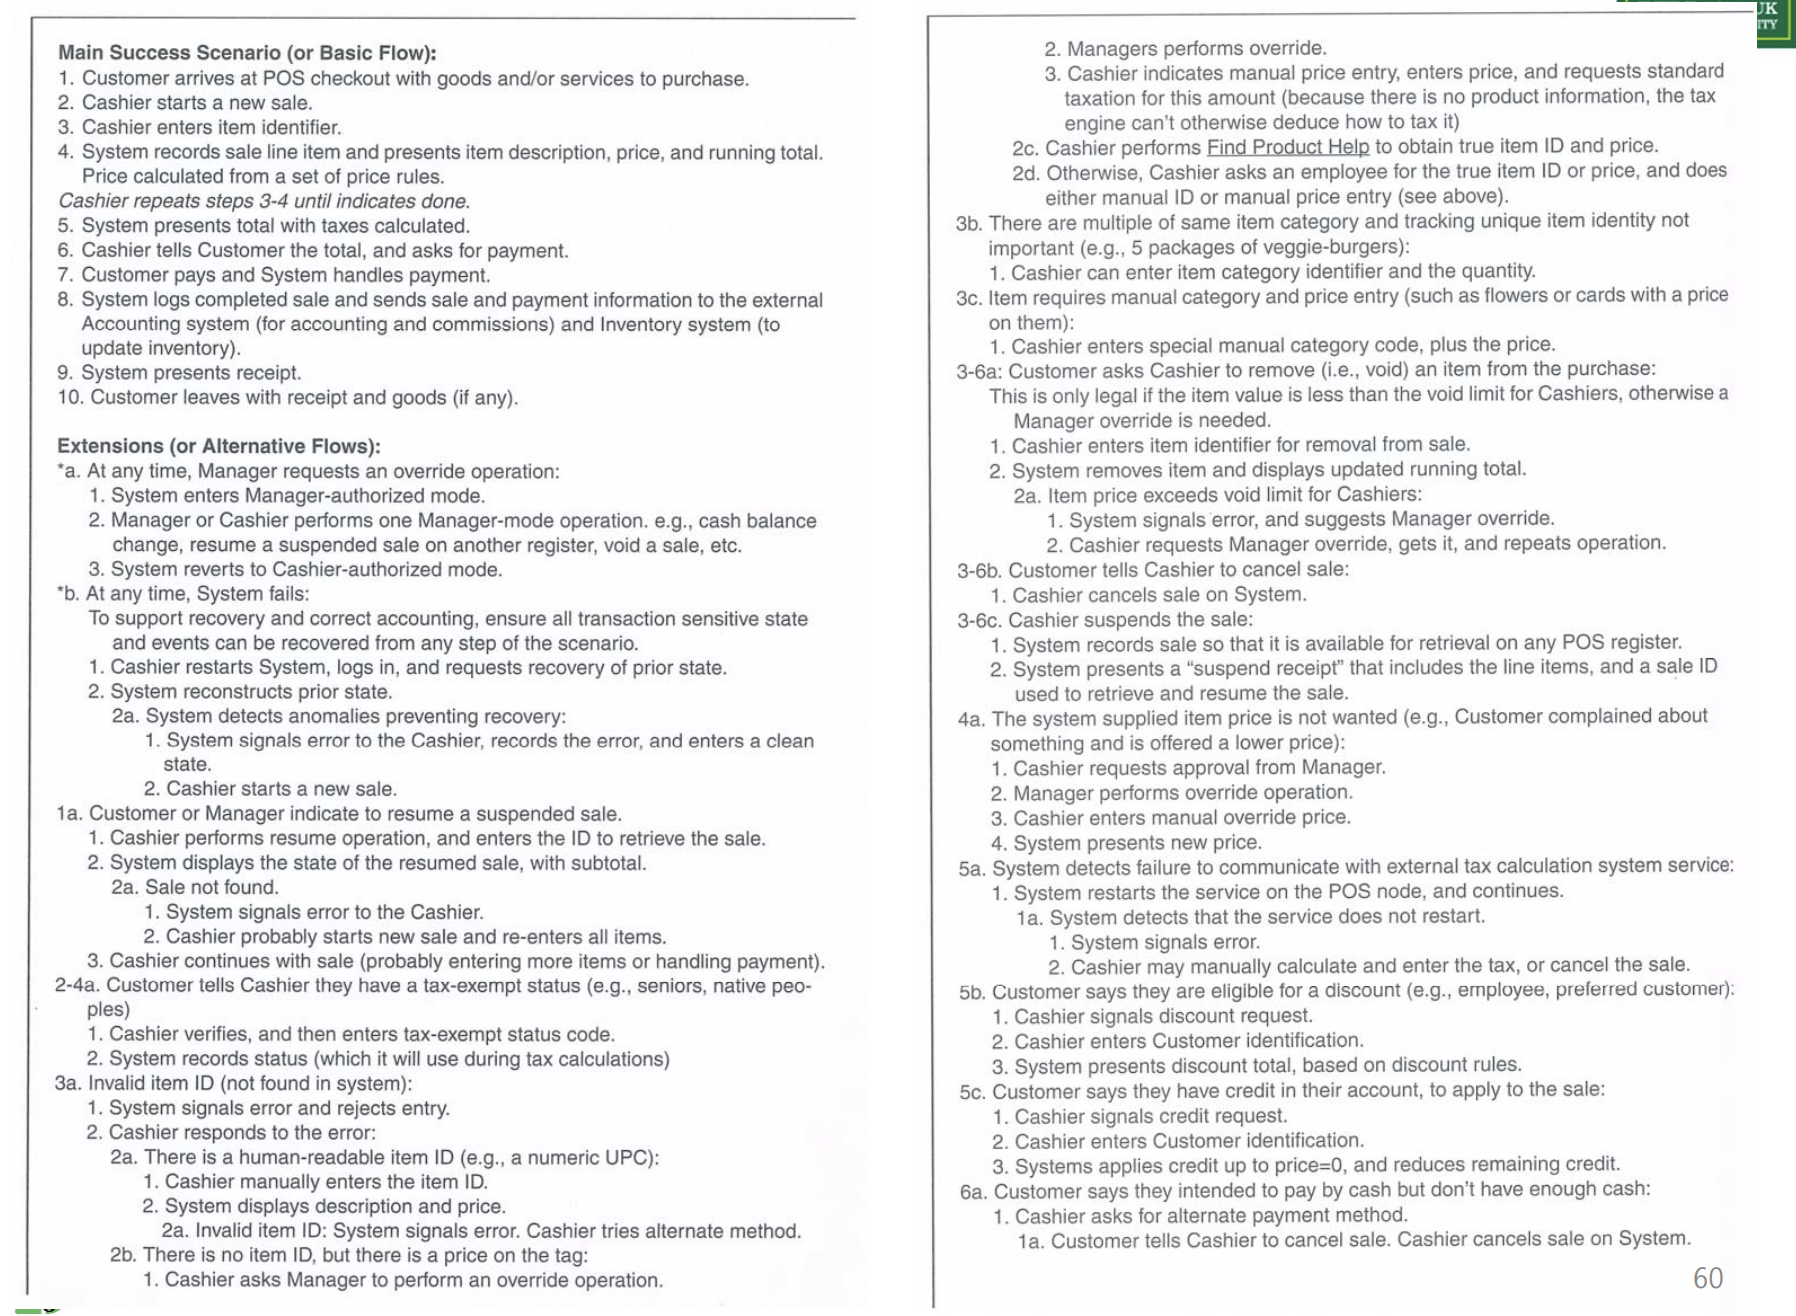 Main Success Scenario (or Basic Flow):
1. Customer arrives at POS checkout with goods and/or services to purchase.
2. Cashier starts a new sale.
3. Cashier enters item identifier.
4. System records sale line item and presents item description, price, and running total.
Price calculated from a set of price rules.
Cashier repeats steps 3-4 until indicates done.
5. System presents total with taxes calculated.
6. Cashier tells Customer the total, and asks for payment.
7. Customer pays and System handles payment.
8. System logs completed sale and sends sale and payment information to the external
Accounting system (for accounting and commissions) and Inventory system (to
update inventory).
9. System presents receipt.
10. Customer leaves with receipt and goods (if any).
Extensions (or Alternative Flows):
*a. At any time, Manager requests an override operation:
1. System enters Manager-authorized mode.
2. Manager or Cashier performs one Manager-mode operation. e.g., cash balance
change, resume a suspended sale on another register, void a sale, etc.
3. System reverts to Cashier-authorized mode.
*b. At any time, System fails:
To support recovery and correct accounting, ensure all transaction sensitive state
and events can be recovered from any step of the scenario.
1. Cashier restarts System, logs in, and requests recovery of prior state.
2. System reconstructs prior state.
2a. System detects anomalies preventing recovery:
1. System signals error to the Cashier, records the error, and enters a clean
state.
2. Cashier starts a new sale.
1a. Customer or Manager indicate to resume a suspended sale.
1. Cashier performs resume operation, and enters the ID to retrieve the sale.
2. System displays the state of the resumed sale, with subtotal.
2a. Sale not found.
1. System signals error to the Cashier.
2. Cashier probably starts new sale and re-enters all items.
3. Cashier continues with sale (probably entering more items or handling payment).
2-4a. Customer tells Cashier they have a tax-exempt status (e.g., seniors, native peo-
ples)
1. Cashier verifies, and then enters tax-exempt status code.
2. System records status (which it will use during tax calculations)
3a. Invalid item ID (not found in system):
1. System signals error and rejects entry.
2. Cashier responds to the error:
2a. There is a human-readable item ID (e.g., a numeric UPC):
1. Cashier manually enters the item ID.
2. System displays description and price.
2a. Invalid item ID: System signals error. Cashier tries alternate method.
2b. There is no item ID, but there is a price on the tag:
1. Cashier asks Manager to perform an override operation.
2. Managers performs override.
3. Cashier indicates manual price entry, enters price, and requests standard
taxation for this amount (because there is no product information, the tax
engine can't otherwise deduce how to tax it)
2c. Cashier performs Find Product Help to obtain true item ID and price.
2d. Otherwise, Cashier asks an employee for the true item ID or price, and does
either manual ID or manual price entry (see above).
3b. There are multiple of same item category and tracking unique item identity not
important (e.g., 5 packages of veggie-burgers):
1. Cashier can enter item category identifier and the quantity.
3c. Item requires manual category and price entry (such as flowers or cards with a price
on them):
1. Cashier enters special manual category code, plus the price.
3-6a: Customer asks Cashier to remove (i.e., void) an item from the purchase:
This is only legal if the item value is less than the void limit for Cashiers, otherwise a
Manager override is needed.
1. Cashier enters item identifier for removal from sale.
2. System removes item and displays updated running total.
2a. Item price exceeds void limit for Cashiers:
1. System signals error, and suggests Manager override.
2. Cashier requests Manager override, gets it, and repeats operation.
3-6b. Customer tells Cashier to cancel sale:
1. Cashier cancels sale on System.
3-6c. Cashier suspends the sale:
1. System records sale so that it is available for retrieval on any POS register.
2. System presents a “suspend receipt” that includes the line items, and a sale ID
used to retrieve and resume the sale.
4a. The system supplied item price is not wanted (e.g., Customer complained about
something and is offered a lower price):
1. Cashier requests approval from Manager.
2. Manager performs override operation.
3. Cashier enters manual override price.
4. System presents new price.
5a. System detects failure to communicate with external tax calculation system service:
1. System restarts the service on the POS node, and continues.
1a. System detects that the service does not restart.
1. System signals error.
2. Cashier may manually calculate and enter the tax, or cancel the sale.
5b. Customer says they are eligible for a discount (e.g., employee, preferred customer):
1. Cashier signals discount request.
2. Cashier enters Customer identification.
3. System presents discount total, based on discount rules.
5c. Customer says they have credit in their account, to apply to the sale:
1. Cashier signals credit request.
2. Cashier enters Customer identification.
3. Systems applies credit up to price=0, and reduces remaining credit.
6a. Customer says they intended to pay by cash but don't have enough cash:
1. Cashier asks for alternate payment method.
1a. Customer tells Cashier to cancel sale. Cashier cancels sale on System.
60